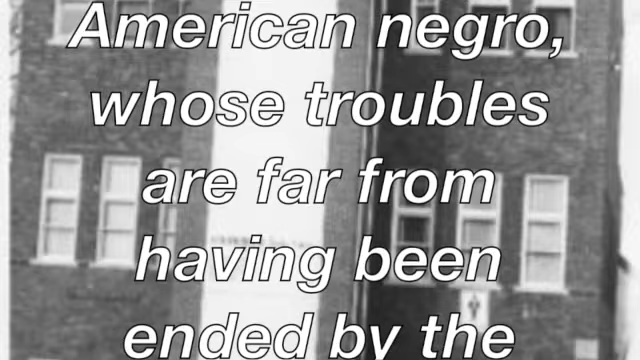 American negro,
whose troubles
are far from
having been
ended by the